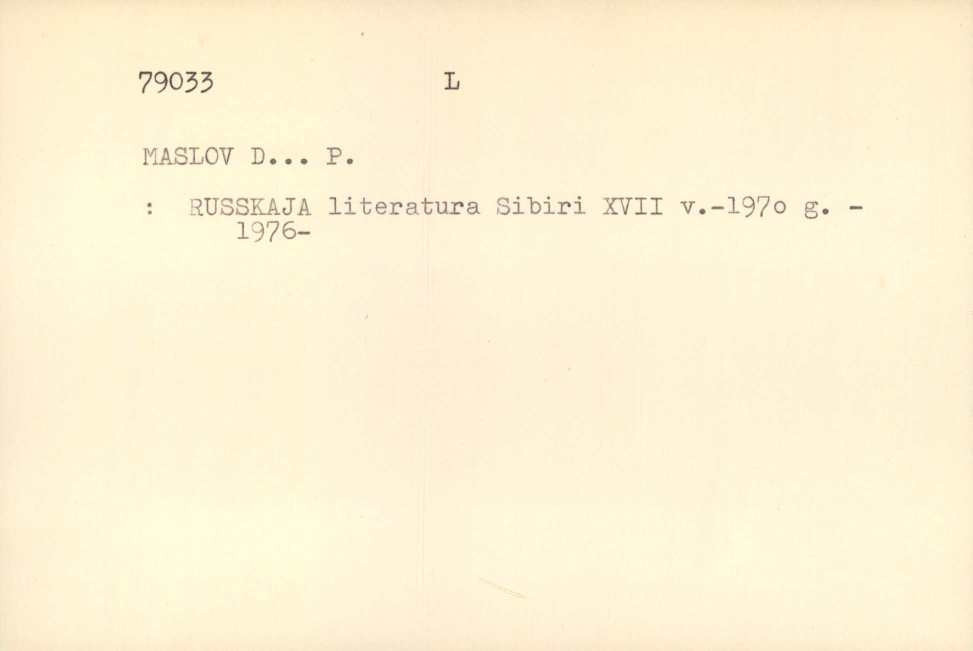 79033 L
MASLOV D... P.
: RUSSKAJA literatura Sibiri XVII v.-197o g. -
1976-